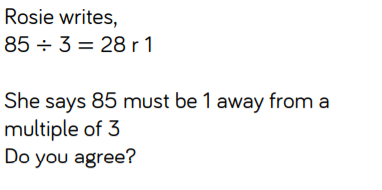 Rosie writes,
85 ÷ 3 = 28 r 1
She says 85 must be 1 away from a
multiple of 3
Do you agree?